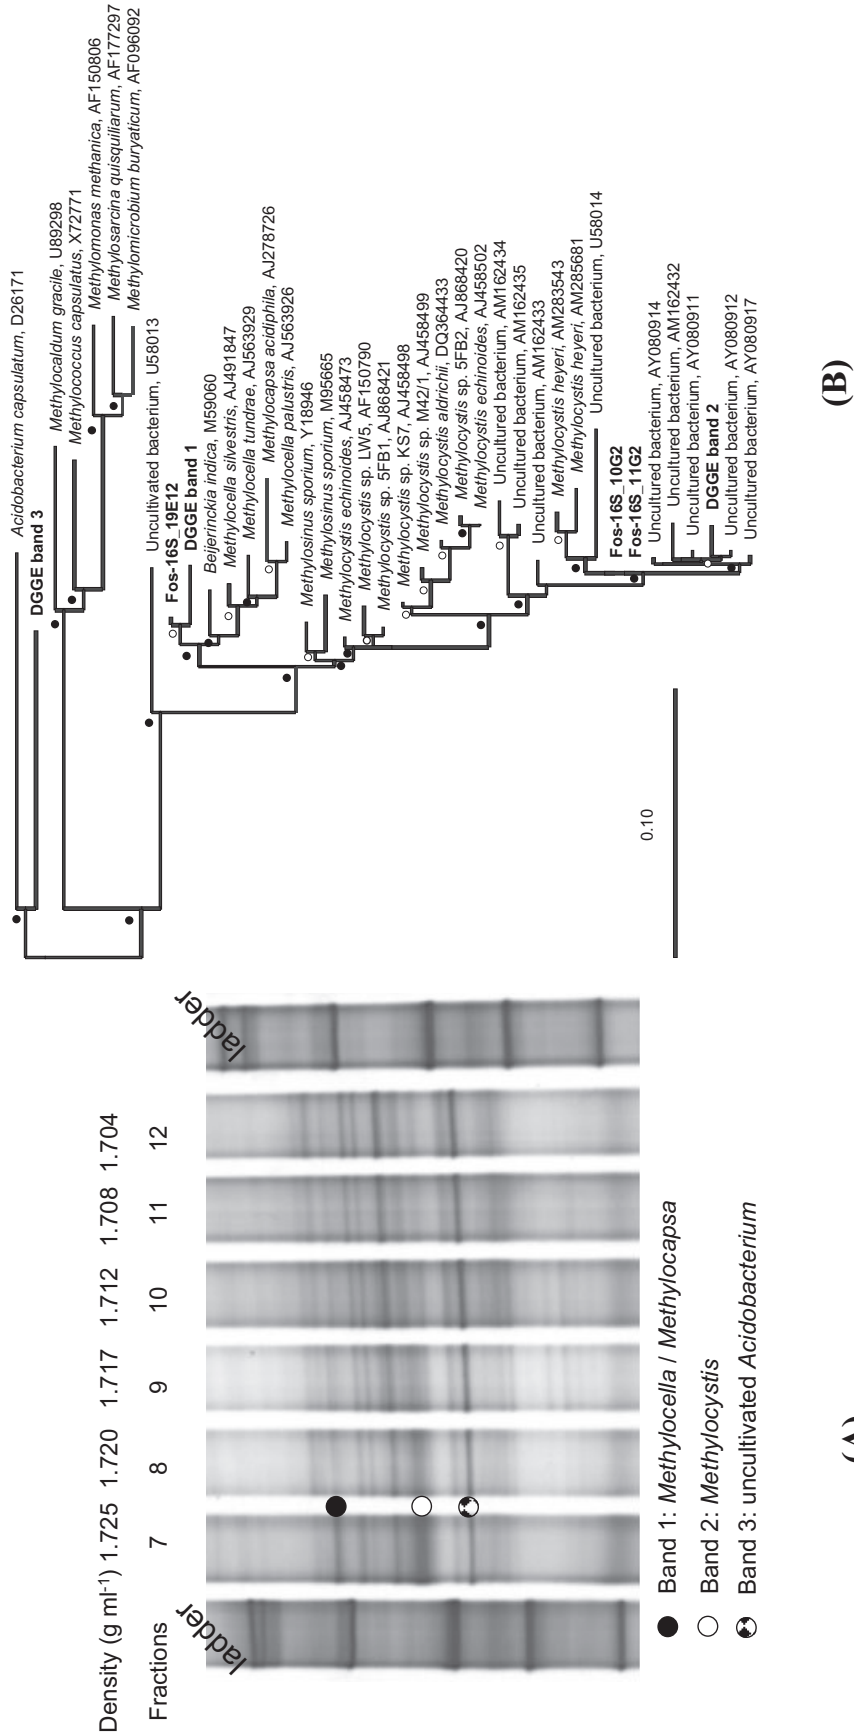 Density (g ml-1) 1.725 1.720 1.717 1.712 1.708 1.704
Fractions 7 8 9 10 11 12
ladder
ladder
Band 1: Methylocella / Methylocapsa
Band 2: Methylocystis
Band 3: uncultivated Acidobacterium
(A)
Acidobacterium capsulatum, D26171
DGGE band 3
Methylocaldum gracile, U89298
Methylococcus capsulatus, X72771
Methylomonas methanica, AF150806
Methylosarcina quisquiliarum, AF177297
Methylomicrobium buryaticum, AF096092
Uncultivated bacterium, U58013
Fos-16S_19E12
DGGE band 1
Beijerinckia indica, M59060
Methylocella silvestris, AJ491847
Methylocella tundrae, AJ563929
Methylocapsa acidiphila, AJ278726
Methylocella palustris, AJ563926
Methylosinus sporium, Y18946
Methylosinus sporium, M95665
Methylocystis echinoides, AJ458473
Methylocystis sp. LW5, AF150790
Methylocystis sp. 5FB1, AJ868421
Methylocystis sp. KS7, AJ458498
Methylocystis sp. M42/1, AJ458499
Methylocystis aldrichii, DQ364433
Methylocystis sp. 5FB2, AJ868420
Methylocystis echinoides, AJ458502
Uncultured bacterium, AM162434
Uncultured bacterium, AM162435
Uncultured bacterium, AM162433
Methylocystis heyeri, AM283543
Methylocystis heyeri, AM285681
Uncultured bacterium, U58014
Fos-16S_10G2
Fos-16S_11G2
Uncultured bacterium, AY080914
Uncultured bacterium, AM162432
Uncultured bacterium, AY080911
DGGE band 2
Uncultured bacterium, AY080912
Uncultured bacterium, AY080917
0.10
(B)